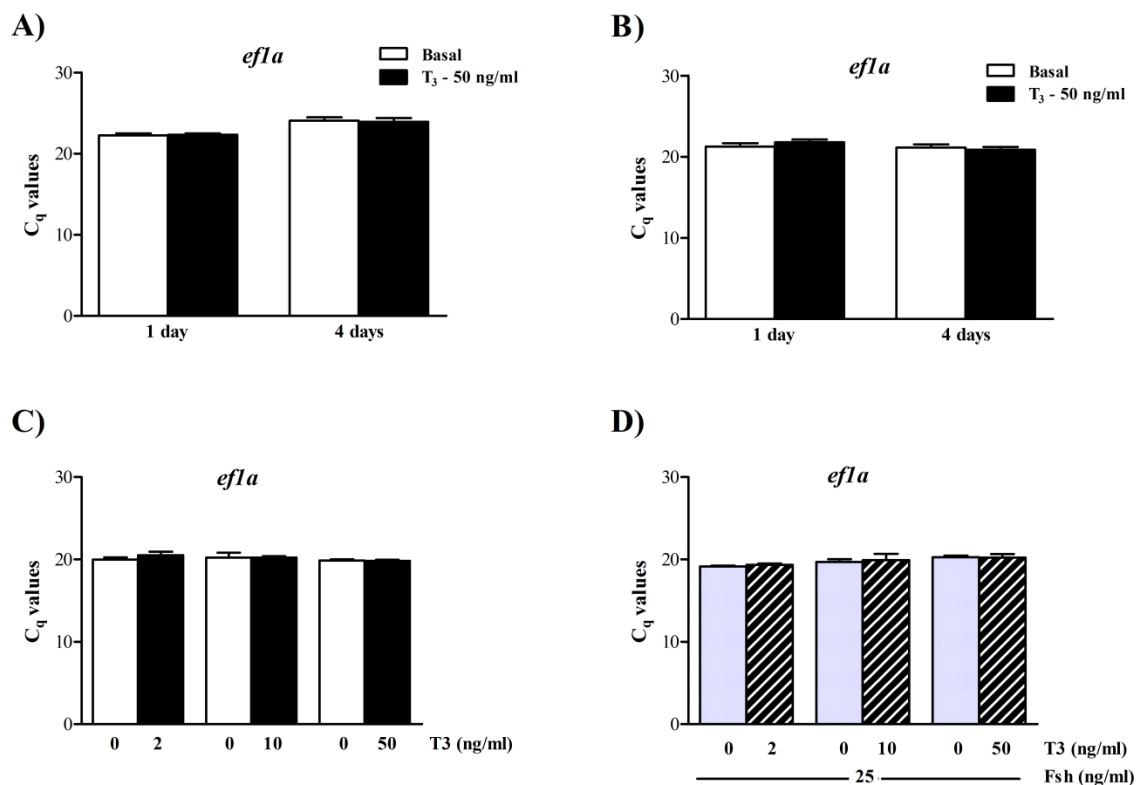 A)
ef1a
Basal
T₃ - 50 ng/ml
30
20
10
0
Cq values
1 day 4 days
B)
ef1a
Basal
T₃ - 50 ng/ml
30
20
10
0
Cq values
1 day 4 days
C)
ef1a
30
20
10
0
Cq values
0 2 0 10 0 50 T3 (ng/ml)
D)
ef1a
30
20
10
0
Cq values
0 2 0 10 0 50 T3 (ng/ml)
25 Fsh (ng/ml)